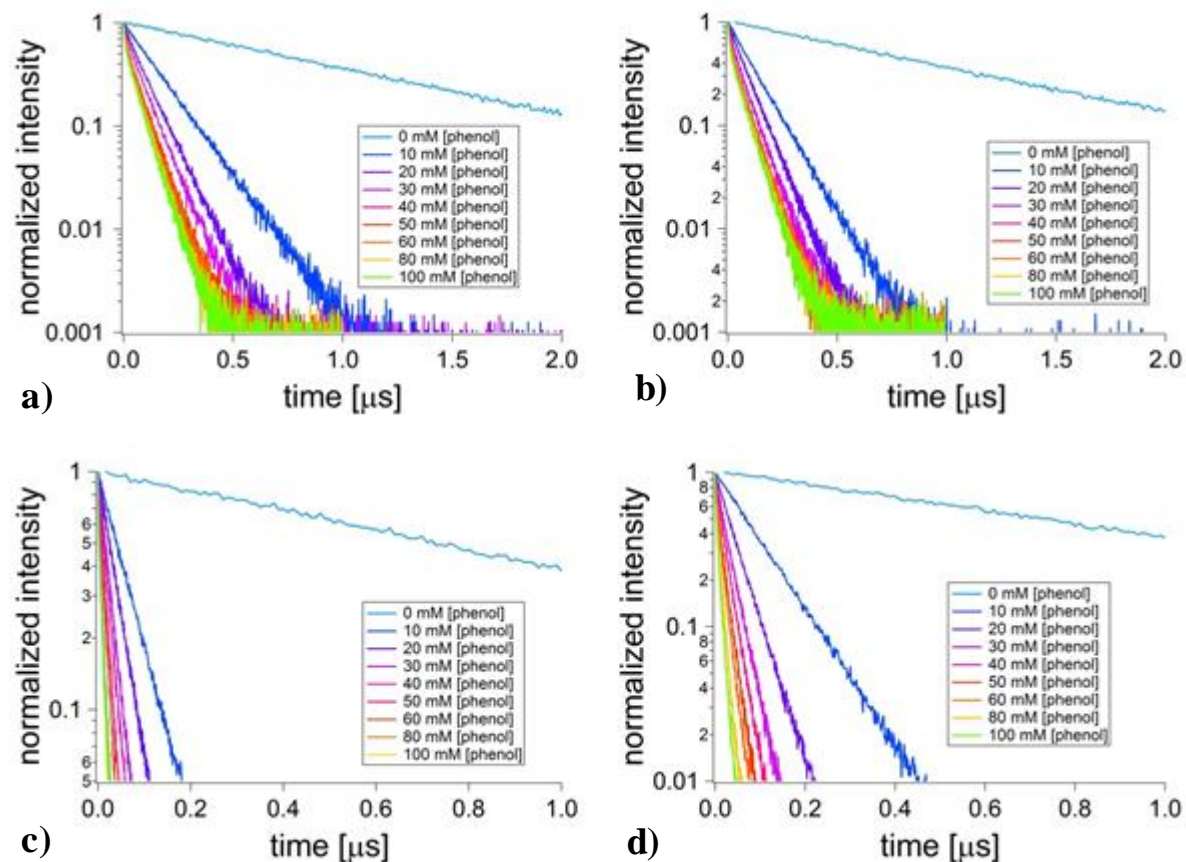 normalized intensity
1
0.1
0.01
0.001
0 mM [phenol]
10 mM [phenol]
20 mM [phenol]
30 mM [phenol]
40 mM [phenol]
50 mM [phenol]
60 mM [phenol]
80 mM [phenol]
100 mM [phenol]
0.0 0.5 1.0 1.5 2.0
time [μs]
a)
normalized intensity
1
4
2
0.1
4
2
0.01
4
2
0.001
0 mM [phenol]
10 mM [phenol]
20 mM [phenol]
30 mM [phenol]
40 mM [phenol]
50 mM [phenol]
60 mM [phenol]
80 mM [phenol]
100 mM [phenol]
0.0 0.5 1.0 1.5 2.0
time [μs]
b)
normalized intensity
1
9
8
7
6
5
4
3
2
0.1
9
8
7
6
5
0 mM [phenol]
10 mM [phenol]
20 mM [phenol]
30 mM [phenol]
40 mM [phenol]
50 mM [phenol]
60 mM [phenol]
80 mM [phenol]
100 mM [phenol]
0.0 0.2 0.4 0.6 0.8 1.0
time [μs]
c)
normalized intensity
1
8
6
4
2
0.1
8
6
4
2
0.01
0 mM [phenol]
10 mM [phenol]
20 mM [phenol]
30 mM [phenol]
40 mM [phenol]
50 mM [phenol]
60 mM [phenol]
80 mM [phenol]
100 mM [phenol]
0.0 0.2 0.4 0.6 0.8 1.0
time [μs]
d)